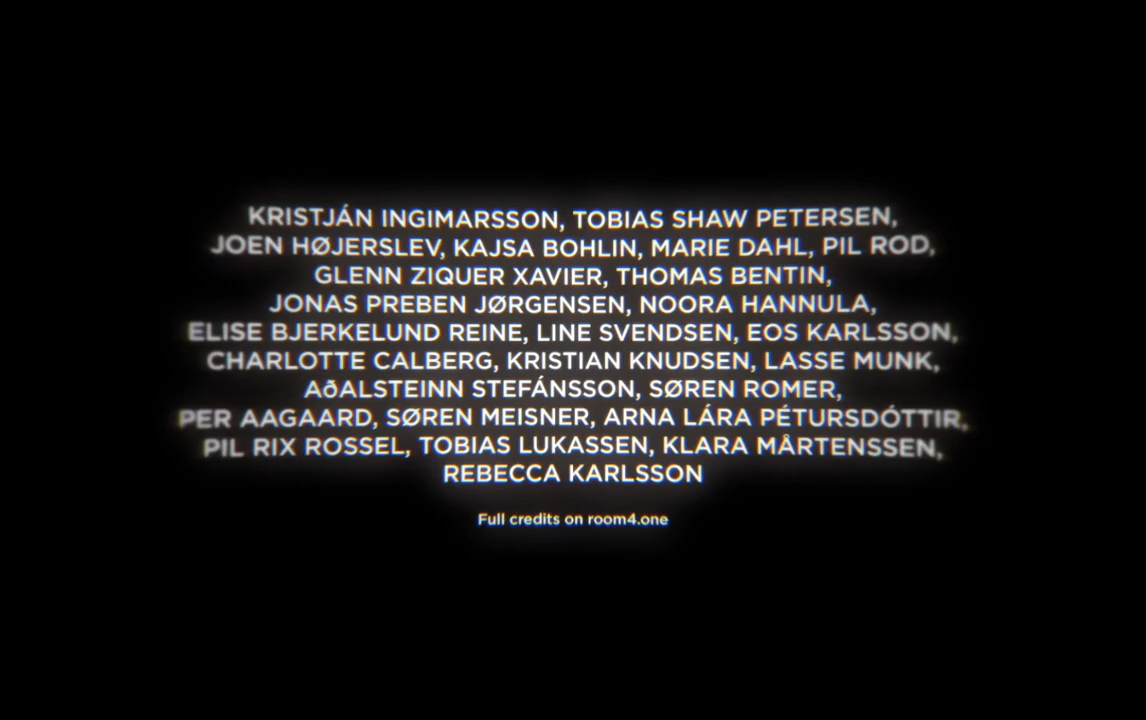 KRISTJÁN INGIMARSSON, TOBIAS SHAW PETERSEN,
JOEN HØJERSLEV, KAJSA BOHLIN, MARIE DAHL, PIL ROD,
GLENN ZIQUER XAVIER, THOMAS BENTIN,
JONAS PREBEN JØRGENSEN, NOORA HANNULA,
ELISE BJERKELUND REINE, LINE SVENDSEN, EOS KARLSSON,
CHARLOTTE CALBERG, KRISTIAN KNUDSEN, LASSE MUNK,
AðALSTEINN STEFÁNSSON, SØREN ROMER,
PER AAGAARD, SØREN MEISNER, ARNA LÁRA PÉTURSDÓTTIR,
PIL RIX ROSSEL, TOBIAS LUKASSEN, KLARA MÅRTENSSEN,
REBECCA KARLSSON
Full credits on room4.one